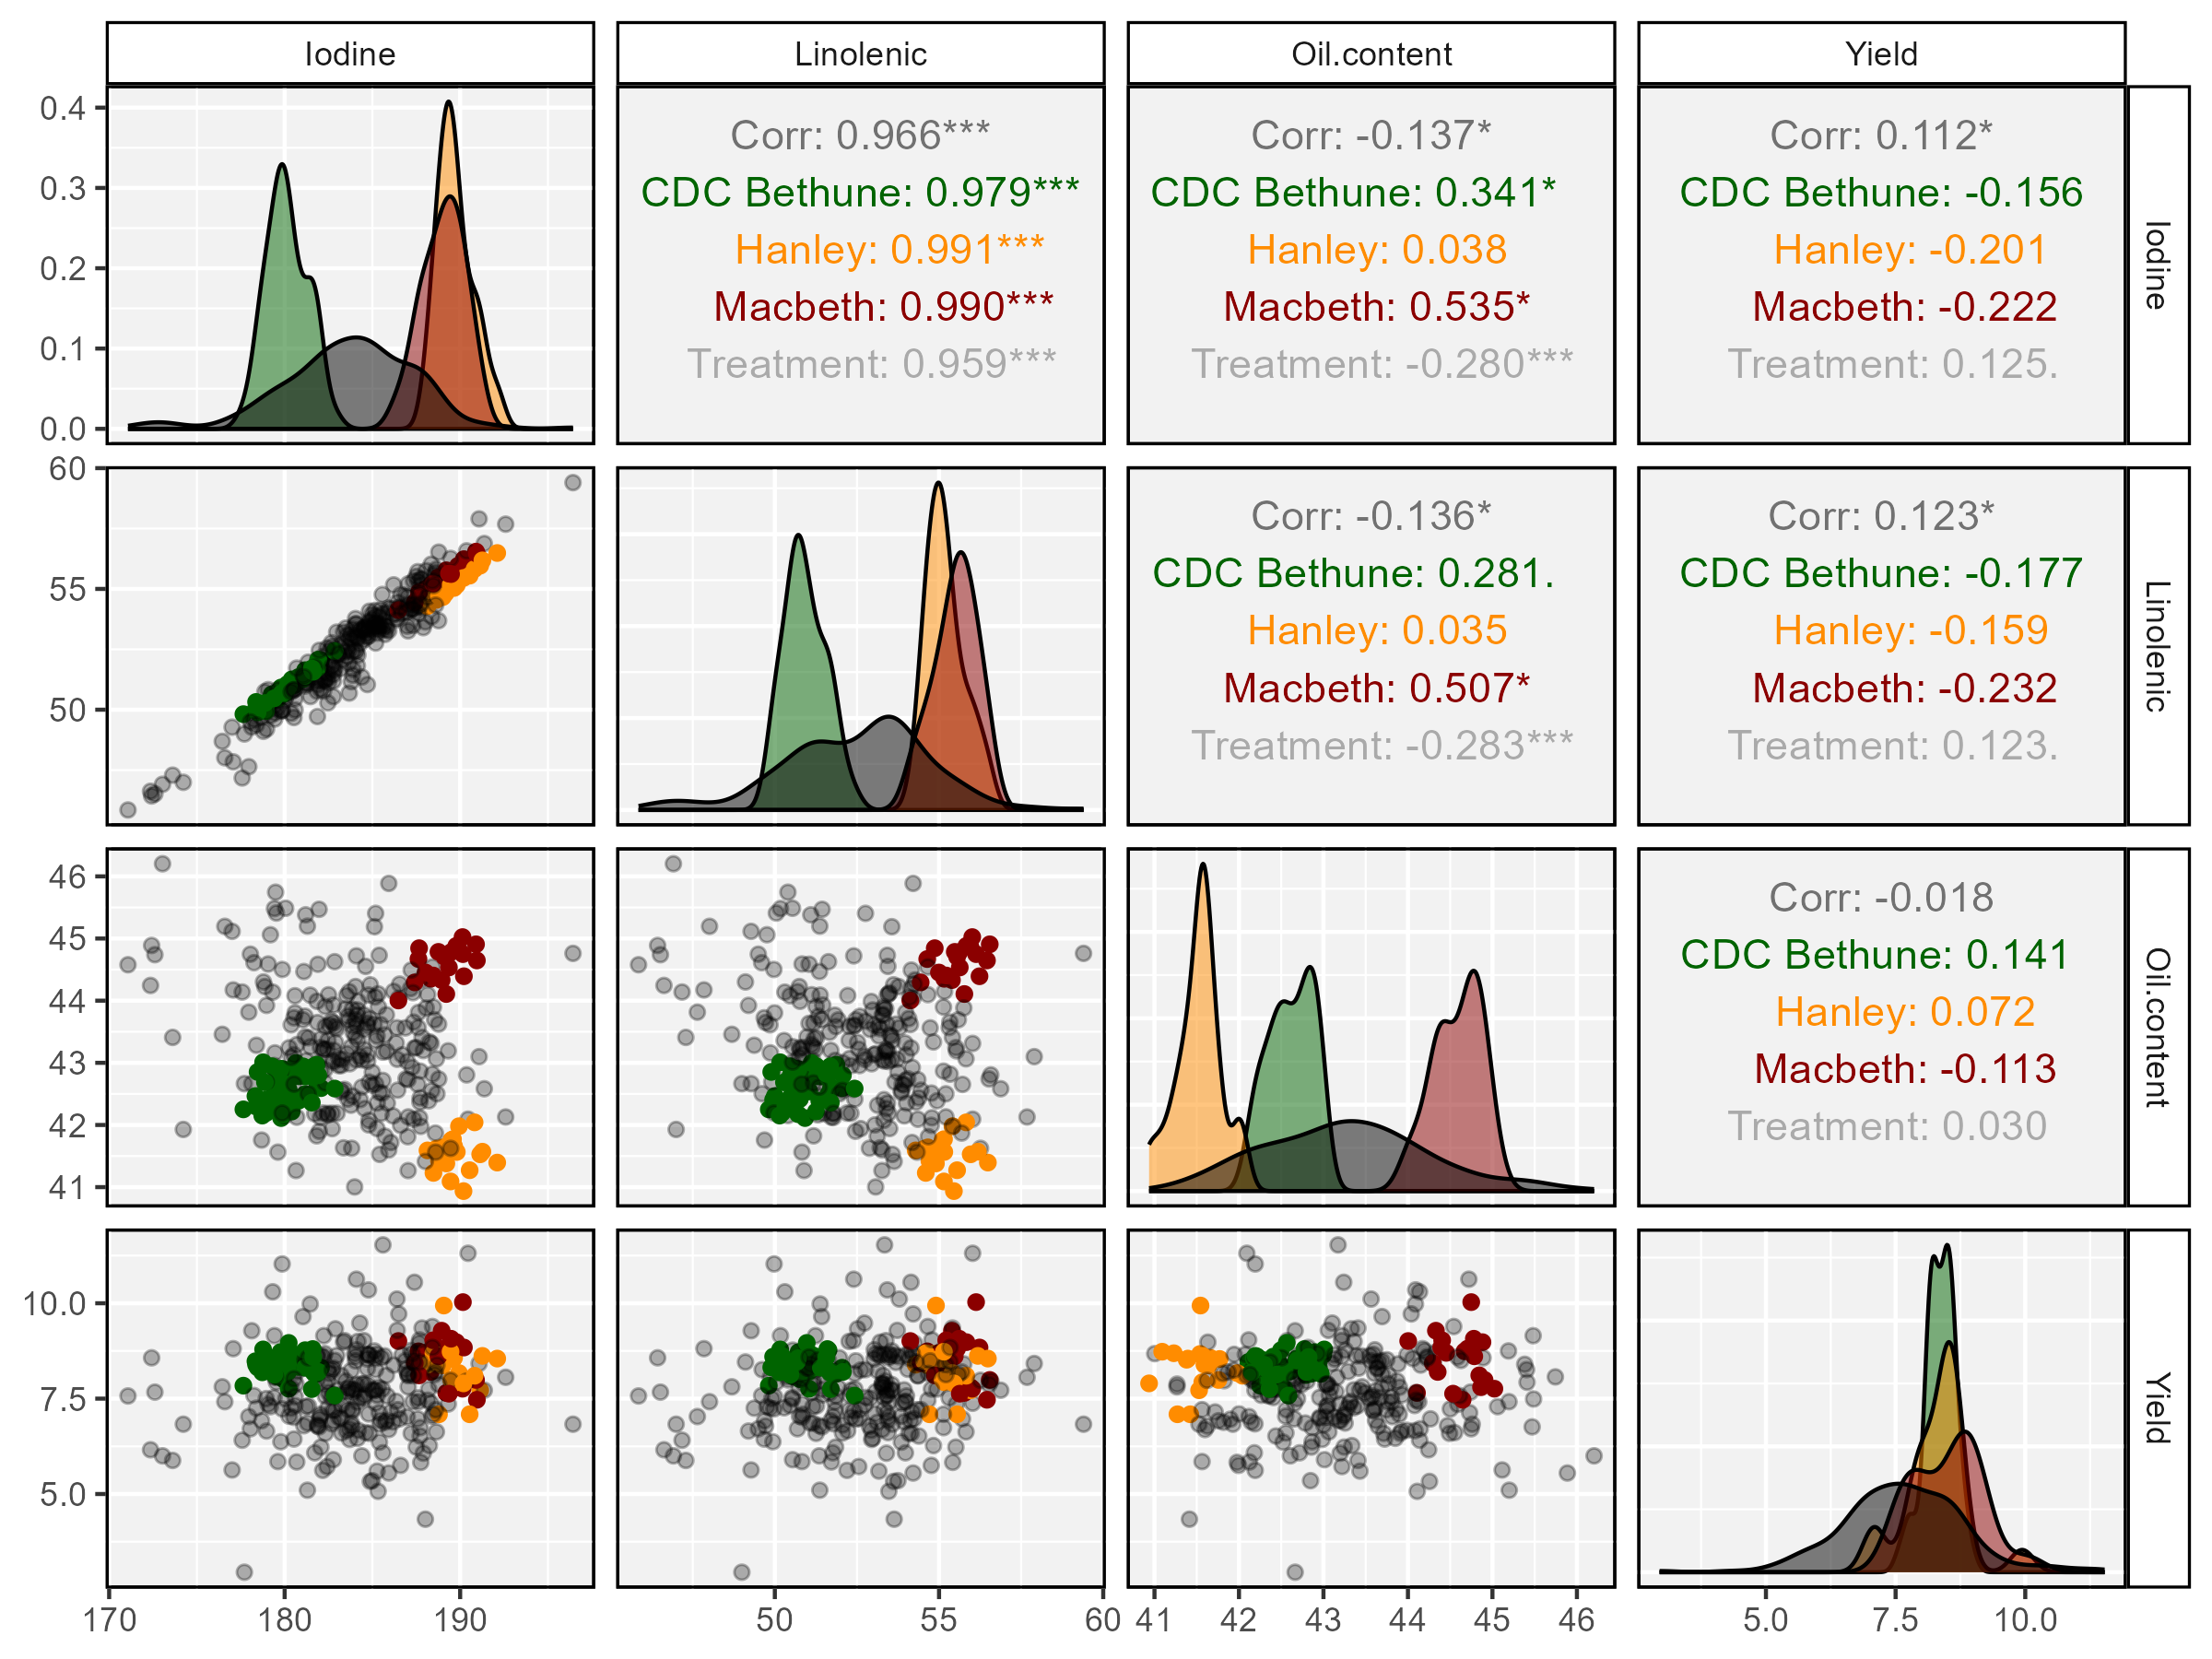 Iodine
Linolenic
Oil.content
Yield
0.4
0.3
0.2
0.1
0.0
Corr: 0.966***
CDC Bethune: 0.979***
Hanley: 0.991***
Macbeth: 0.990***
Treatment: 0.959***
Corr: -0.137*
CDC Bethune: 0.341*
Hanley: 0.038
Macbeth: 0.535*
Treatment: -0.280***
Corr: 0.112*
CDC Bethune: -0.156
Hanley: -0.201
Macbeth: -0.222
Treatment: 0.125.
Iodine
60
55
50
Corr: -0.136*
CDC Bethune: 0.281.
Hanley: 0.035
Macbeth: 0.507*
Treatment: -0.283***
Corr: 0.123*
CDC Bethune: -0.177
Hanley: -0.159
Macbeth: -0.232
Treatment: 0.123.
Linolenic
46
45
44
43
42
41
Corr: -0.018
CDC Bethune: 0.141
Hanley: 0.072
Macbeth: -0.113
Treatment: 0.030
Oil.content
10.0
7.5
5.0
Yield
170 180 190
50 55 60
41 42 43 44 45 46
5.0 7.5 10.0